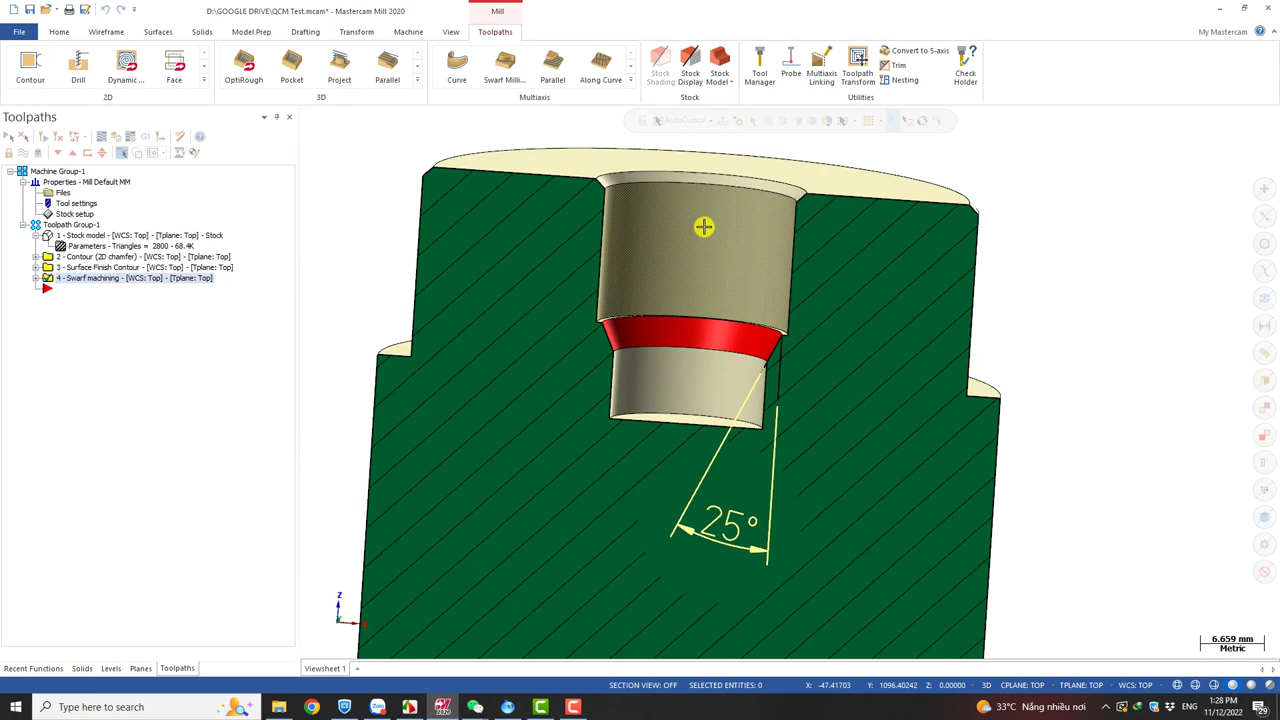 D:\GOOGLE DRIVE\QCM Test.mcam* - Mastercam Mill 2020
Mill
File
Home
Wireframe
Surfaces
Solids
Model Prep
Drafting
Transform
Machine
View
Toolpaths
My Mastercam
Contour
Drill
Dynamic ...
Face
OptiRough
Pocket
Project
Parallel
Curve
Swarf Milli...
Parallel
Along Curve
Stock Shading
Stock Display
Stock Model
Tool Manager
Probe
Multiaxis Linking
Toolpath Transform
Convert to 5-axis
Trim
Nesting
Check Holder
2D
3D
Multiaxis
Stock
Utilities
Toolpaths
AutoCursor
G1
Machine Group-1
Properties - Mill Default MM
Files
Tool settings
Stock setup
Toolpath Group-1
1 - Stock model - [WCS: Top] - [Tplane: Top] - Stock
Parameters - Triangles = 2800 - 68.4K
2 - Contour (2D chamfer) - [WCS: Top] - [Tplane: Top]
3 - Surface Finish Contour - [WCS: Top] - [Tplane: Top]
4 - Swarf machining - [WCS: Top] - [Tplane: Top]
25°
Z
X
6.659 mm
Metric
Recent Functions
Solids
Levels
Planes
Toolpaths
Viewsheet 1
+
SECTION VIEW: OFF
SELECTED ENTITIES: 0
X: -47.41703
Y: 1096.40242
Z: 0.00000
3D
CPLANE: TOP
TPLANE: TOP
WCS: TOP
Type here to search
Zalo
2020
33°C Nắng nhiều nơi
1:28 PM
11/12/2022
29